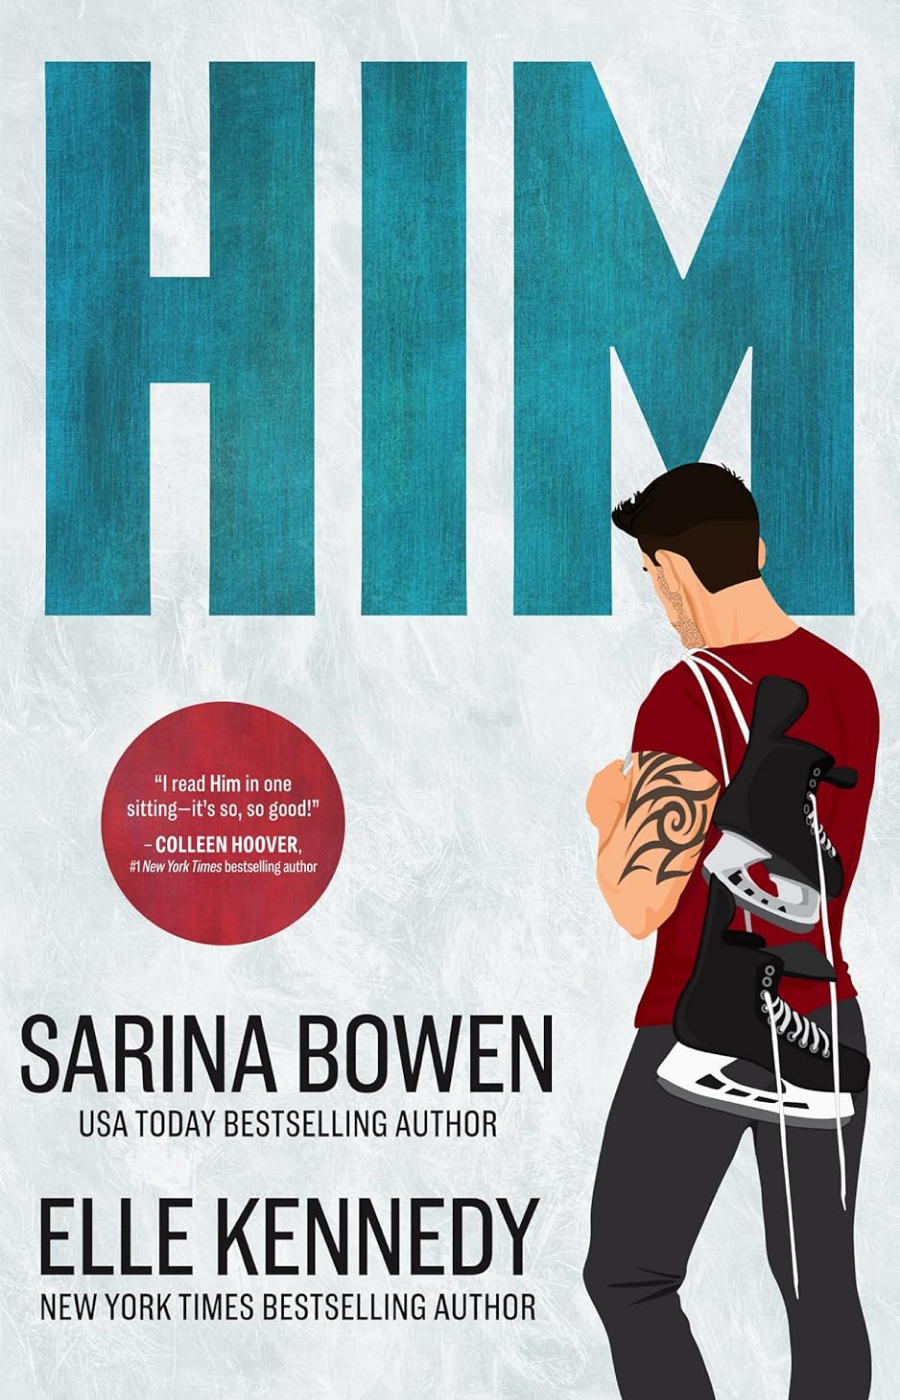 HIM
“I read Him in one
sitting—it’s so, so good!”
– COLLEEN HOOVER,
#1 New York Times bestselling author
SARINA BOWEN
USA TODAY BESTSELLING AUTHOR
ELLE KENNEDY
NEW YORK TIMES BESTSELLING AUTHOR